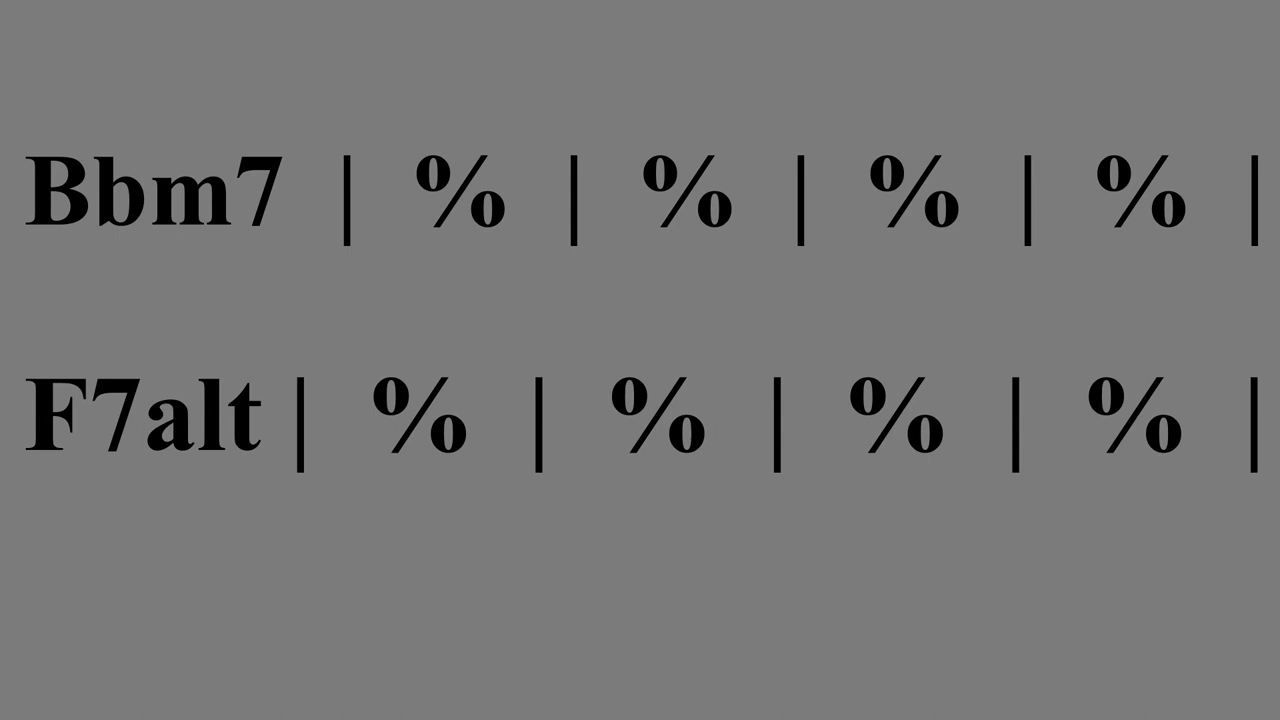 Bbm7 | % | % | % | % |
F7alt | % | % | % | % |